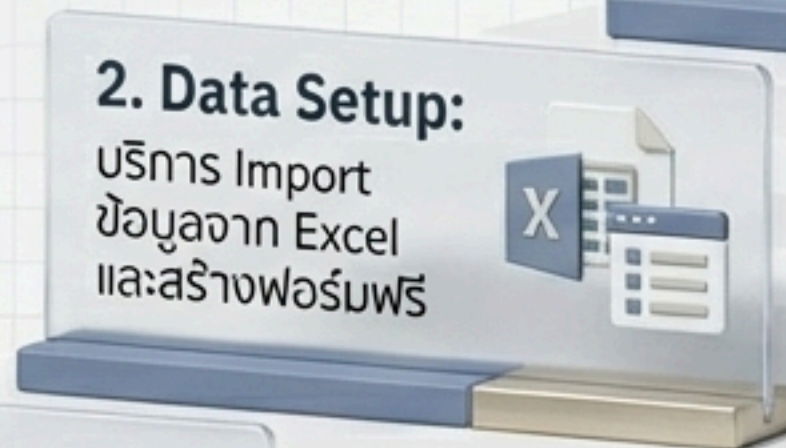 2. Data Setup:
บริการ Import
ข้อมูลจาก Excel
และสร้างฟอร์มฟรี
X